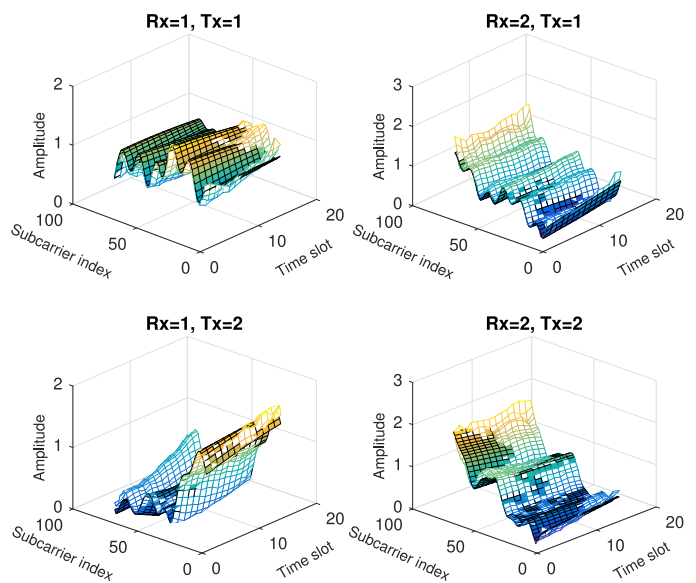 Rx=1, Tx=1
2
1
0
Amplitude
100
50
0
Subcarrier index
0
10
20
Time slot
Rx=2, Tx=1
3
2
1
0
Amplitude
100
50
0
Subcarrier index
0
10
20
Time slot
Rx=1, Tx=2
2
1
0
Amplitude
100
50
0
Subcarrier index
0
10
20
Time slot
Rx=2, Tx=2
3
2
1
0
Amplitude
100
50
0
Subcarrier index
0
10
20
Time slot